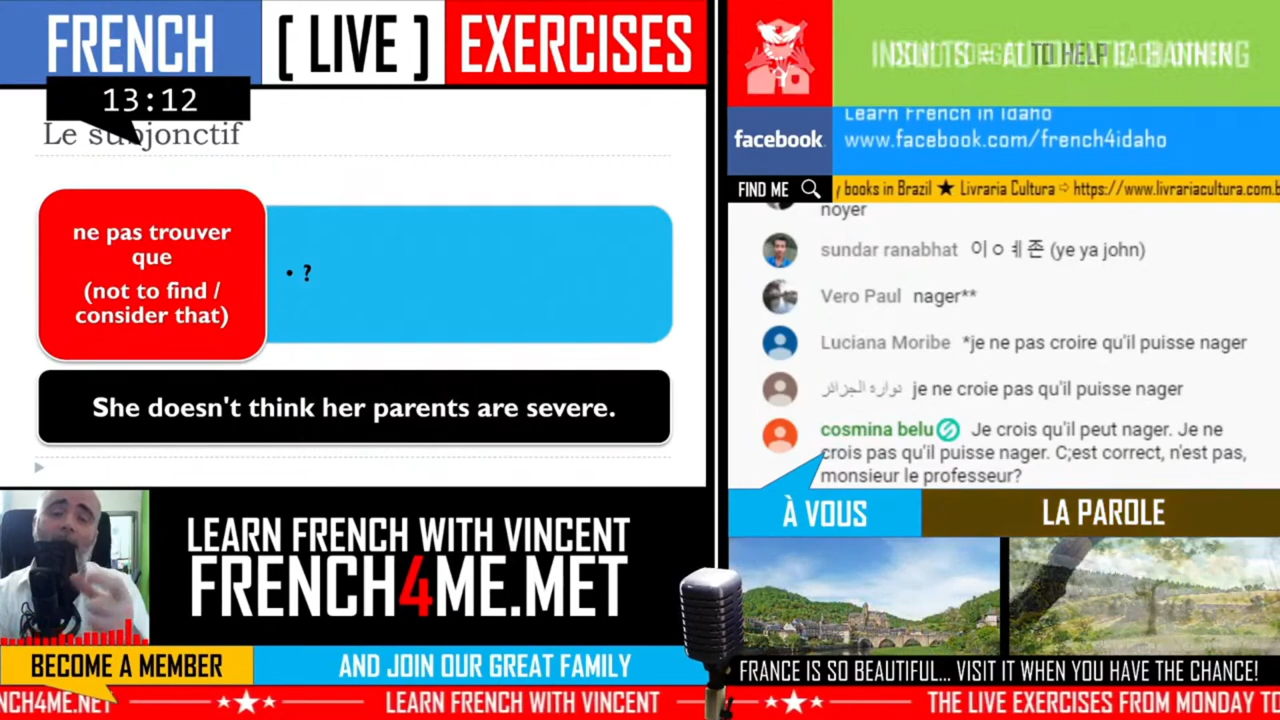 FRENCH
[ LIVE ]
EXERCISES
13:12
Le subjonctif
ne pas trouver
que
(not to find /
consider that)
• ?
She doesn't think her parents are severe.
LEARN FRENCH WITH VINCENT
FRENCH4ME.MET
BECOME A MEMBER
AND JOIN OUR GREAT FAMILY
TO HELP
facebook.
Learn French in Idaho
www.facebook.com/french4idaho
FIND ME
y books in Brazil ★ Livraria Cultura ⇨ https://www.livrariacultura.com.b
noyer
sundar ranabhat 이ㅇ ㅖ존 (ye ya john)
Vero Paul nager**
Luciana Moribe *je ne pas croire qu'il puisse nager
دوارة الجزائر je ne croie pas qu'il puisse nager
cosmina belu Je crois qu'il peut nager. Je ne
crois pas qu'il puisse nager. C;est correct, n'est pas,
monsieur le professeur?
À VOUS
LA PAROLE
FRANCE IS SO BEAUTIFUL... VISIT IT WHEN YOU HAVE THE CHANCE!
NCH4ME.NET ★ LEARN FRENCH WITH VINCENT ★ THE LIVE EXERCISES FROM MONDAY TO